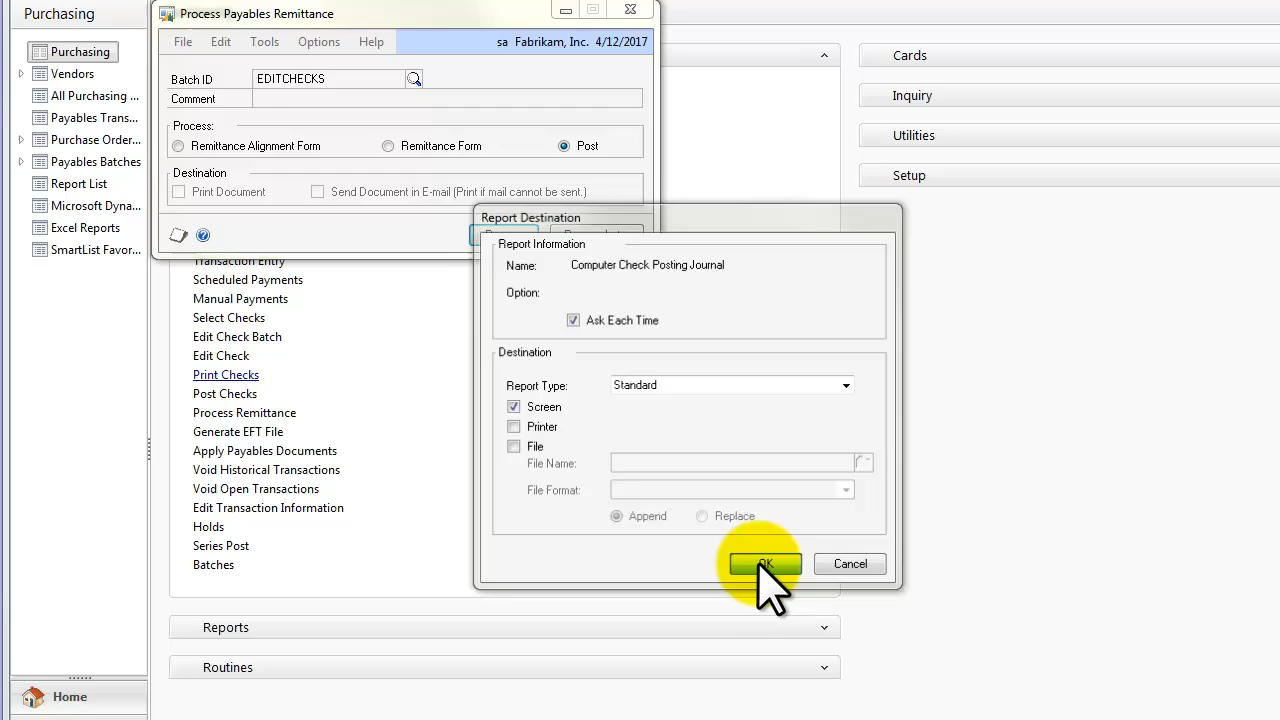 Purchasing
Purchasing
Vendors
All Purchasing ...
Payables Trans...
Purchase Order...
Payables Batches
Report List
Microsoft Dyna...
Excel Reports
SmartList Favor...
Home
Process Payables Remittance
File Edit Tools Options Help
sa Fabrikam, Inc. 4/12/2017
Batch ID EDITCHECKS
Comment
Process:
Remittance Alignment Form Remittance Form Post
Destination
Print Document Send Document in E-mail (Print if mail cannot be sent.)
Transaction Entry
Scheduled Payments
Manual Payments
Select Checks
Edit Check Batch
Edit Check
Print Checks
Post Checks
Process Remittance
Generate EFT File
Apply Payables Documents
Void Historical Transactions
Void Open Transactions
Edit Transaction Information
Holds
Series Post
Batches
Reports
Routines
Report Destination
Report Information
Name: Computer Check Posting Journal
Option:
Ask Each Time
Destination
Report Type: Standard
Screen
Printer
File
File Name:
File Format:
Append Replace
OK Cancel
Cards
Inquiry
Utilities
Setup